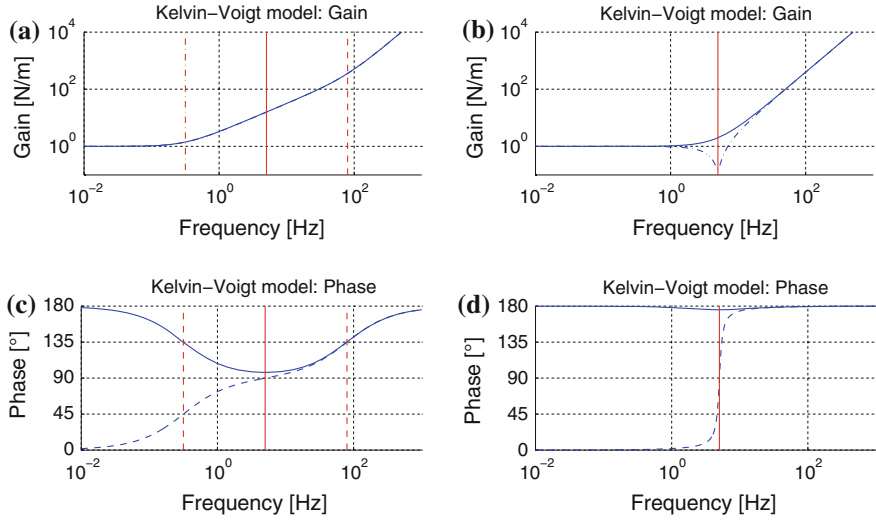 (a) Kelvin−Voigt model: Gain
Gain [N/m]
10^4
10^2
10^0
10^−2 10^0 10^2
Frequency [Hz]
(b) Kelvin−Voigt model: Gain
Gain [N/m]
10^4
10^2
10^0
10^−2 10^0 10^2
Frequency [Hz]
(c) Kelvin−Voigt model: Phase
Phase [°]
180
135
90
45
0
10^−2 10^0 10^2
Frequency [Hz]
(d) Kelvin−Voigt model: Phase
Phase [°]
180
135
90
45
0
10^−2 10^0 10^2
Frequency [Hz]